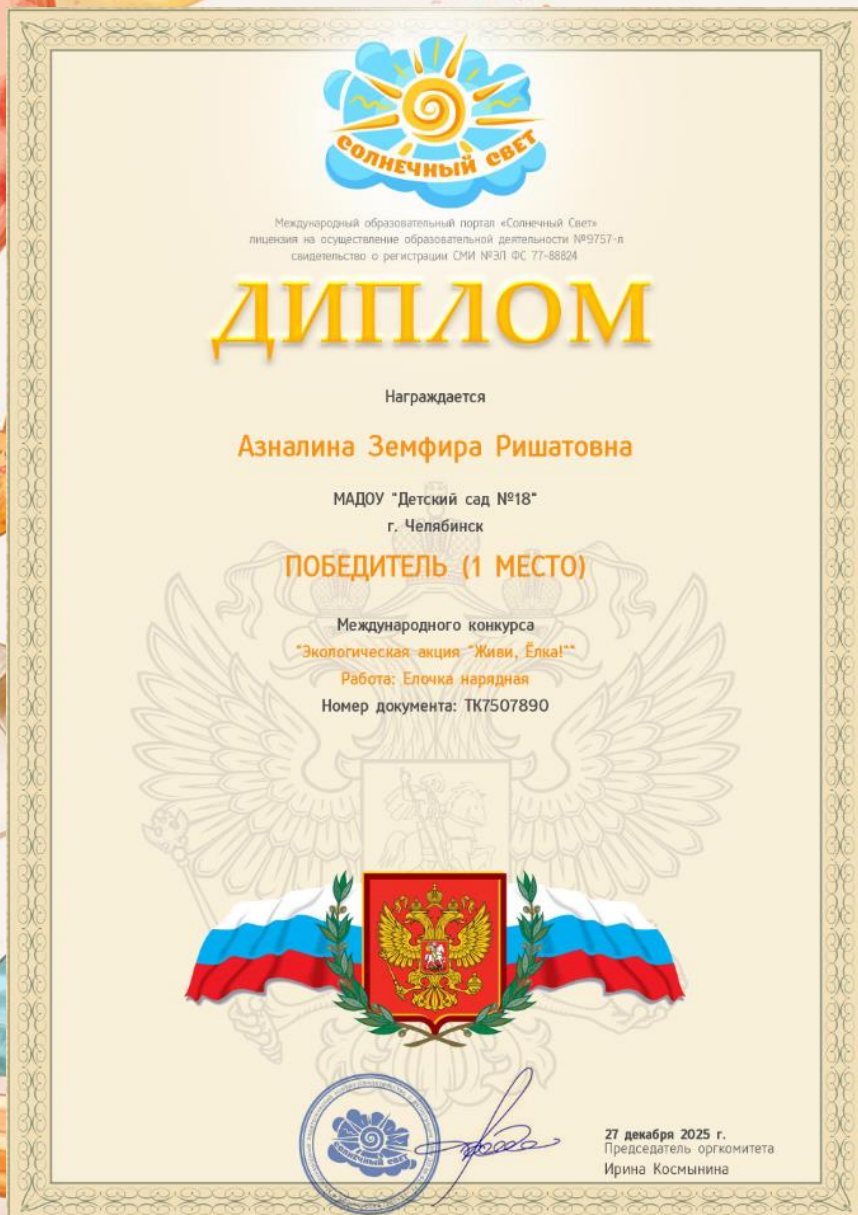 СОЛНЕЧНЫЙ СВЕТ
Международный образовательный портал «Солнечный Свет»
лицензия на осуществление образовательной деятельности №9757-л
свидетельство о регистрации СМИ №ЭЛ ФС 77-88824
ДИПЛОМ
Награждается
Азналина Земфира Ришатовна
МАДОУ "Детский сад №18"
г. Челябинск
ПОБЕДИТЕЛЬ (1 МЕСТО)
Международного конкурса
"Экологическая акция "Живи, Ёлка!""
Работа: Елочка нарядная
Номер документа: ТК7507890
СОЛНЕЧНЫЙ СВЕТ
27 декабря 2025 г.
Председатель оргкомитета
Ирина Космынина